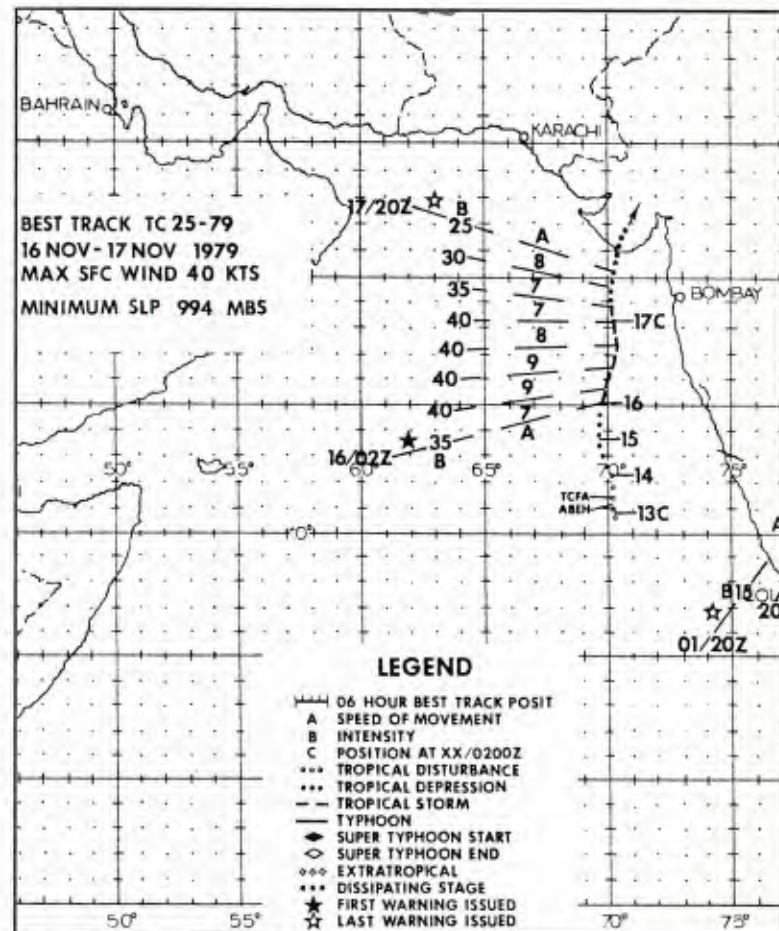 BAHRAIN
KARACHI
17/20Z
B
25
A
BEST TRACK TC 25-79
16 NOV - 17 NOV 1979
MAX SFC WIND 40 KTS
MINIMUM SLP 994 MBS
30
8
35
7
BOMBAY
7
40
17C
8
40
9
40
9
40
16
7
35
A
15
16/02Z
B
50°
55°
60°
65°
70°
75°
14
TCFA
ABEH
13C
10°
A
B15
20
01/20Z
LEGEND
06 HOUR BEST TRACK POSIT
A SPEED OF MOVEMENT
B INTENSITY
C POSITION AT XX/0200Z
TROPICAL DISTURBANCE
TROPICAL DEPRESSION
TROPICAL STORM
TYPHOON
SUPER TYPHOON START
SUPER TYPHOON END
EXTRATROPICAL
DISSIPATING STAGE
FIRST WARNING ISSUED
LAST WARNING ISSUED
50°
55°
70°
75°